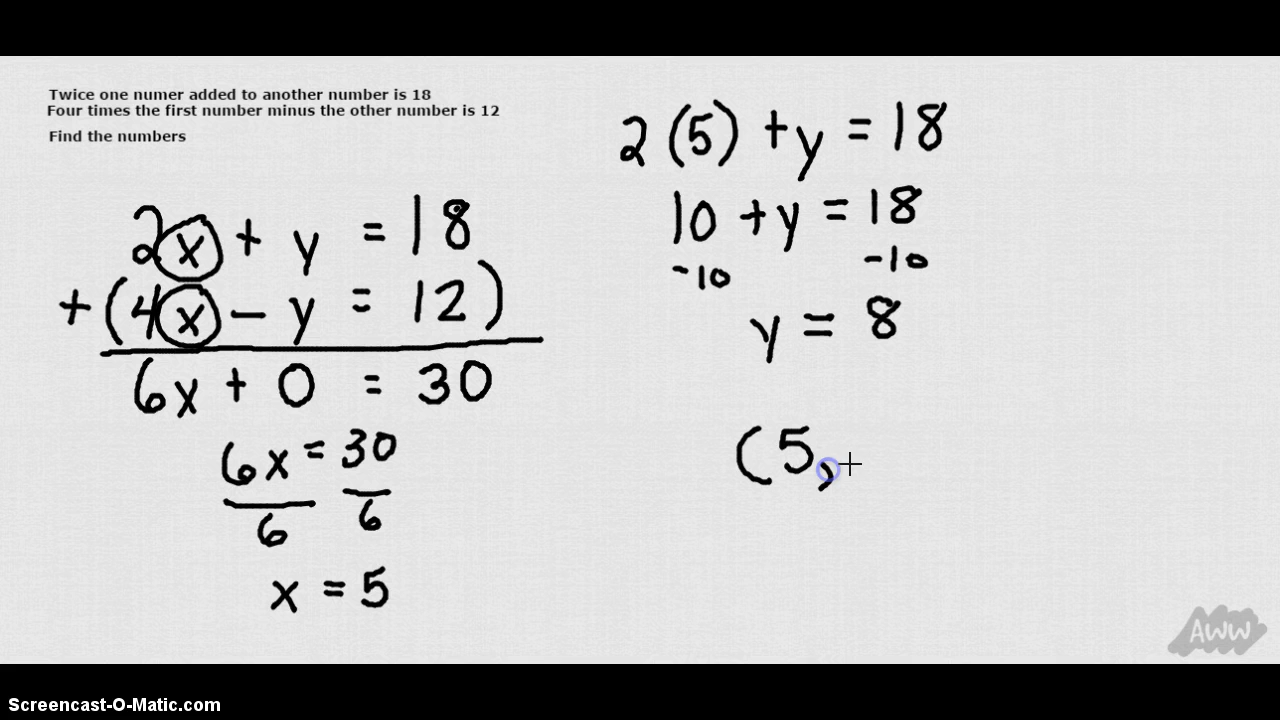 Twice one numer added to another number is 18
Four times the first number minus the other number is 12
Find the numbers
2x + y = 18
+ (4x - y = 12)
6x + 0 = 30
6x = 30
6 6
x = 5
2(5) + y = 18
10 + y = 18
-10 -10
y = 8
(5,
AWW
Screencast-O-Matic.com